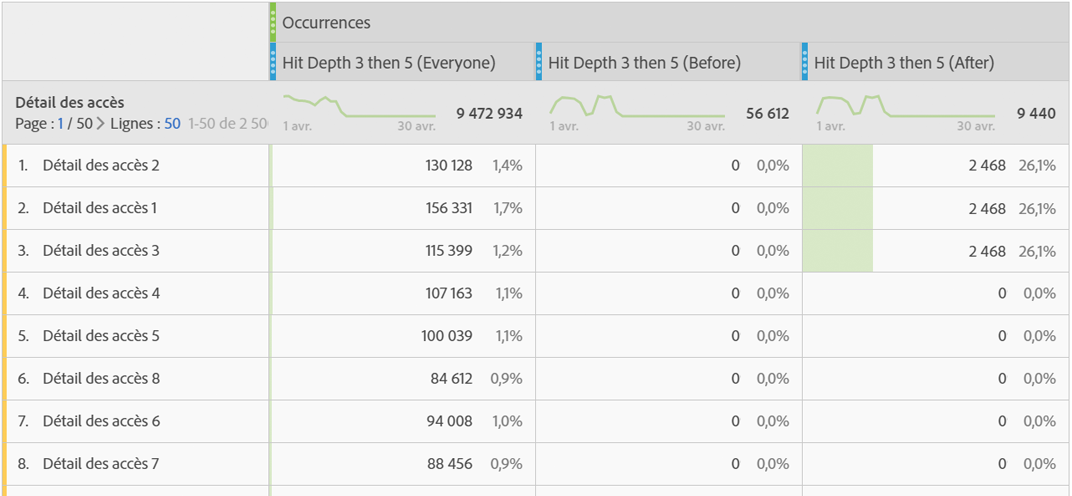 Occurrences
Hit Depth 3 then 5 (Everyone) Hit Depth 3 then 5 (Before) Hit Depth 3 then 5 (After)
Détail des accès
Page : 1 / 50 > Lignes : 50 1-50 de 2 50
1 avr. 30 avr. 9 472 934 1 avr. 30 avr. 56 612 1 avr. 30 avr. 9 440
1. Détail des accès 2 130 128 1,4% 0 0,0% 2 468 26,1%
2. Détail des accès 1 156 331 1,7% 0 0,0% 2 468 26,1%
3. Détail des accès 3 115 399 1,2% 0 0,0% 2 468 26,1%
4. Détail des accès 4 107 163 1,1% 0 0,0% 0 0,0%
5. Détail des accès 5 100 039 1,1% 0 0,0% 0 0,0%
6. Détail des accès 8 84 612 0,9% 0 0,0% 0 0,0%
7. Détail des accès 6 94 008 1,0% 0 0,0% 0 0,0%
8. Détail des accès 7 88 456 0,9% 0 0,0% 0 0,0%